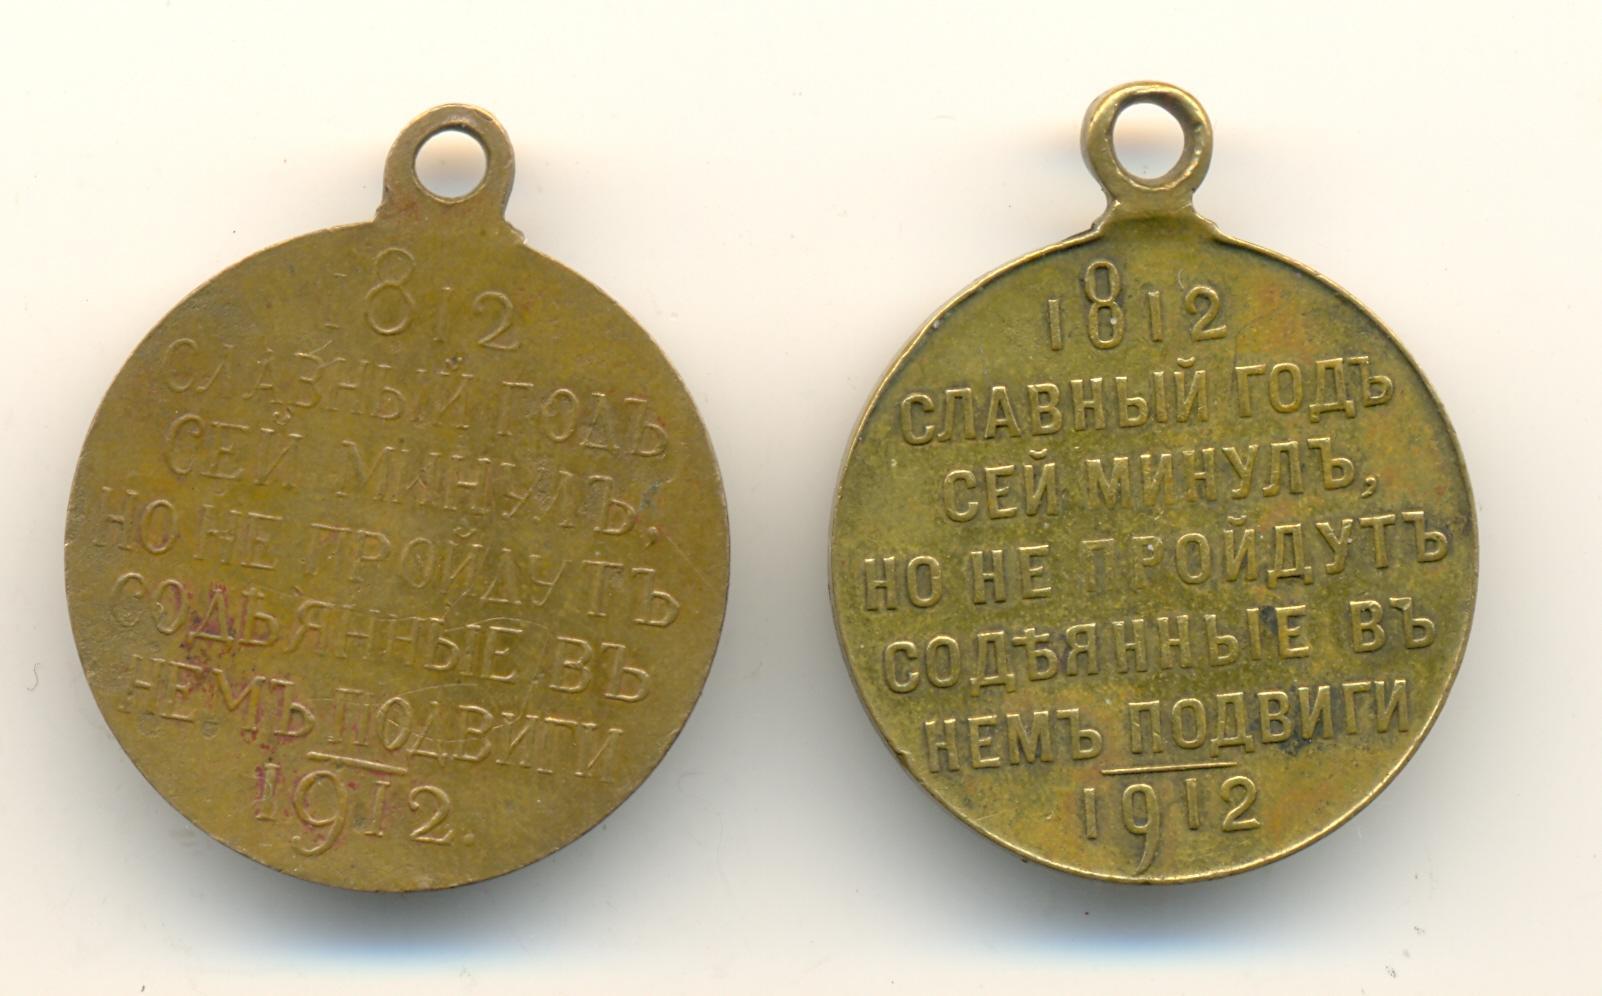 1812
СЛАВНЫЙ ГОДЪ
СЕЙ МИНУЛЪ,
НО НЕ ПРОЙДУТЪ
СОДЪЯННЫЕ ВЪ
НЕМЪ ПОДВИГИ
1912.
1812
СЛАВНЫЙ ГОДЪ
СЕЙ МИНУЛЪ,
НО НЕ ПРОЙДУТЪ
СОДѢЯННЫЕ ВЪ
НЕМЪ ПОДВИГИ
1912